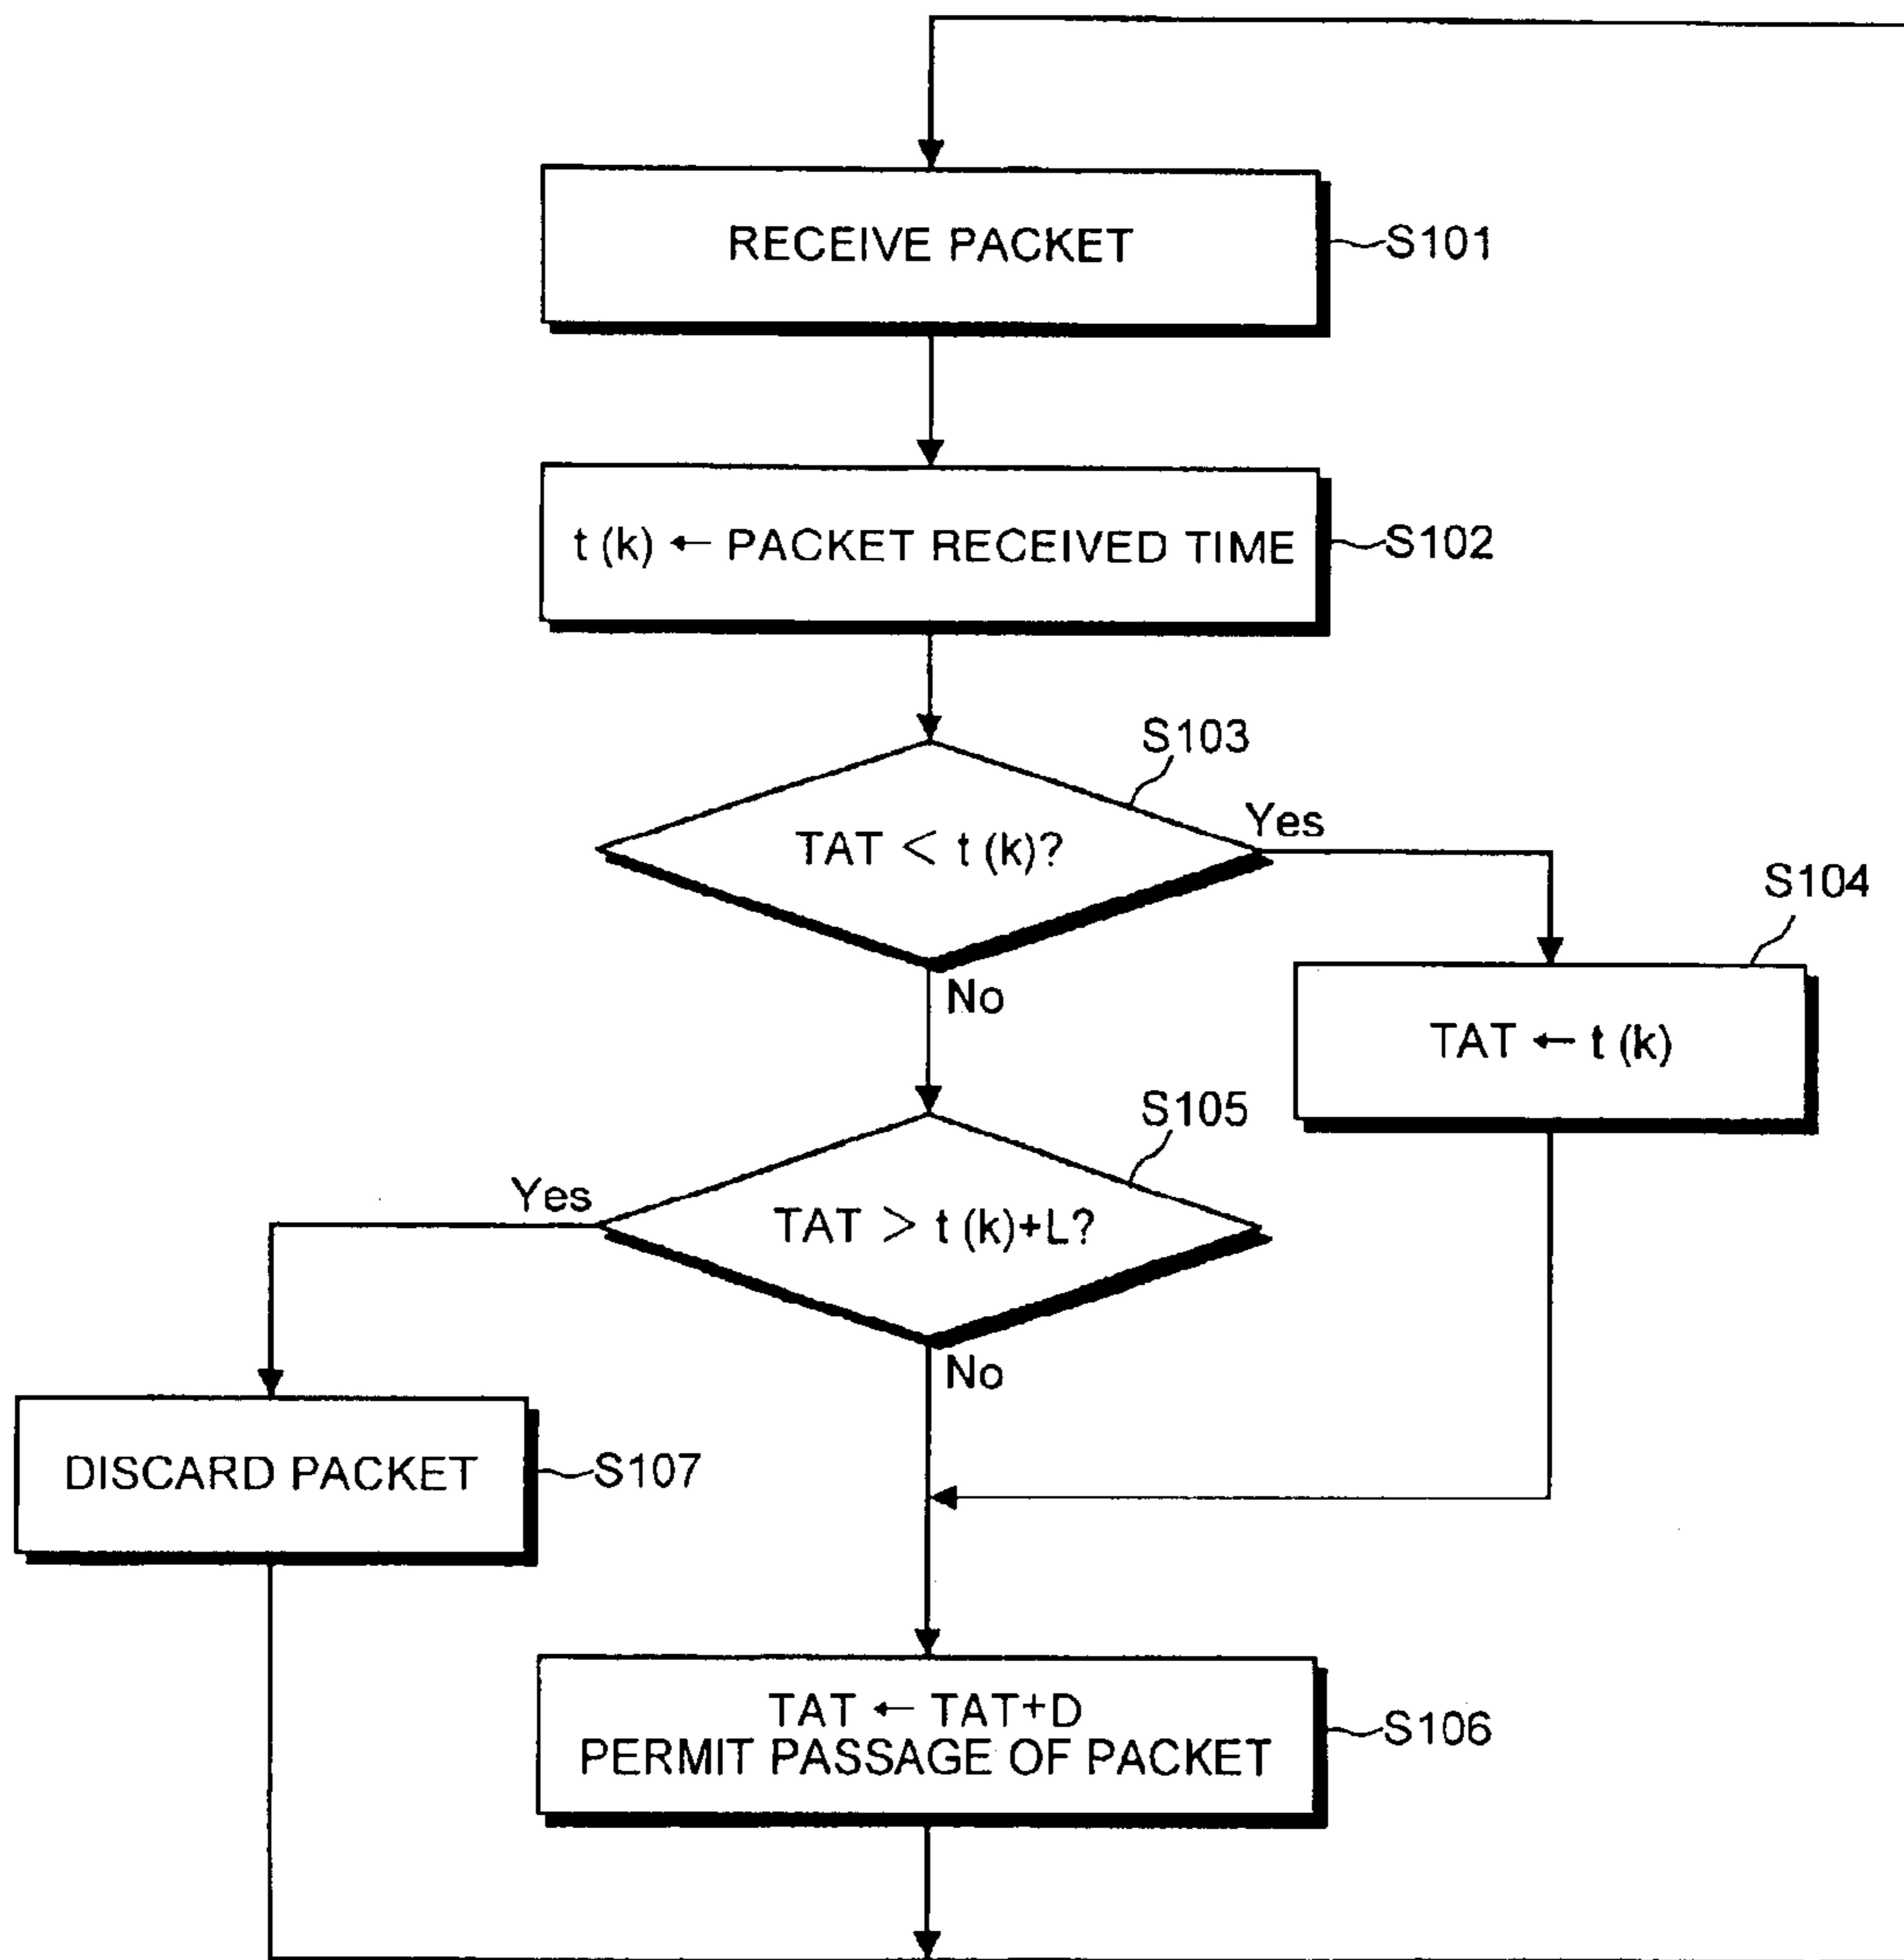 RECEIVE PACKET
S101
t (k) ← PACKET RECEIVED TIME
S102
S103
TAT < t (k)?
Yes
No
S104
TAT ← t (k)
S105
TAT > t (k)+L?
Yes
No
DISCARD PACKET
S107
TAT ← TAT+D
PERMIT PASSAGE OF PACKET
S106